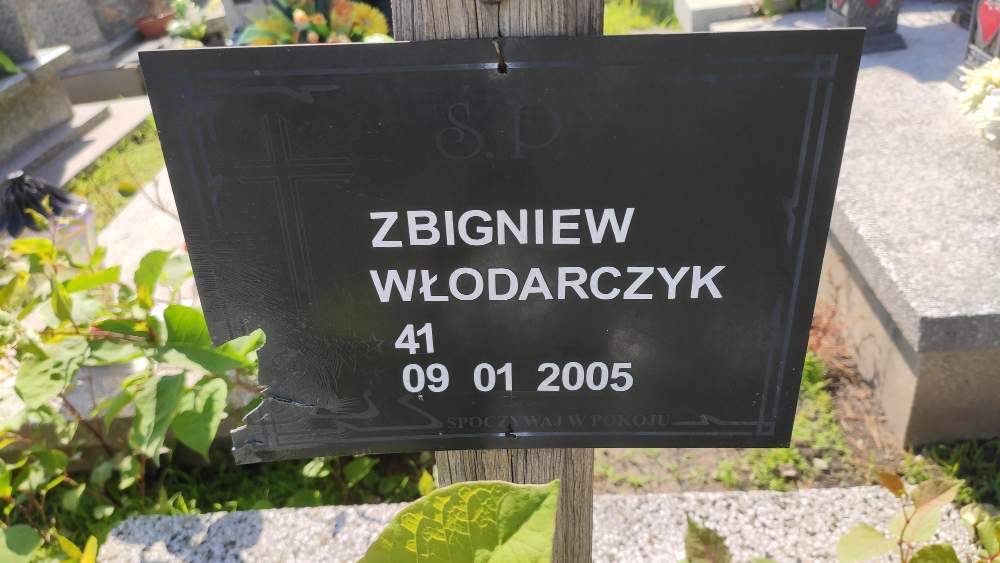 Ś.P.
ZBIGNIEW
WŁODARCZYK
41
09 01 2005
SPOCZYWAJ W POKOJU